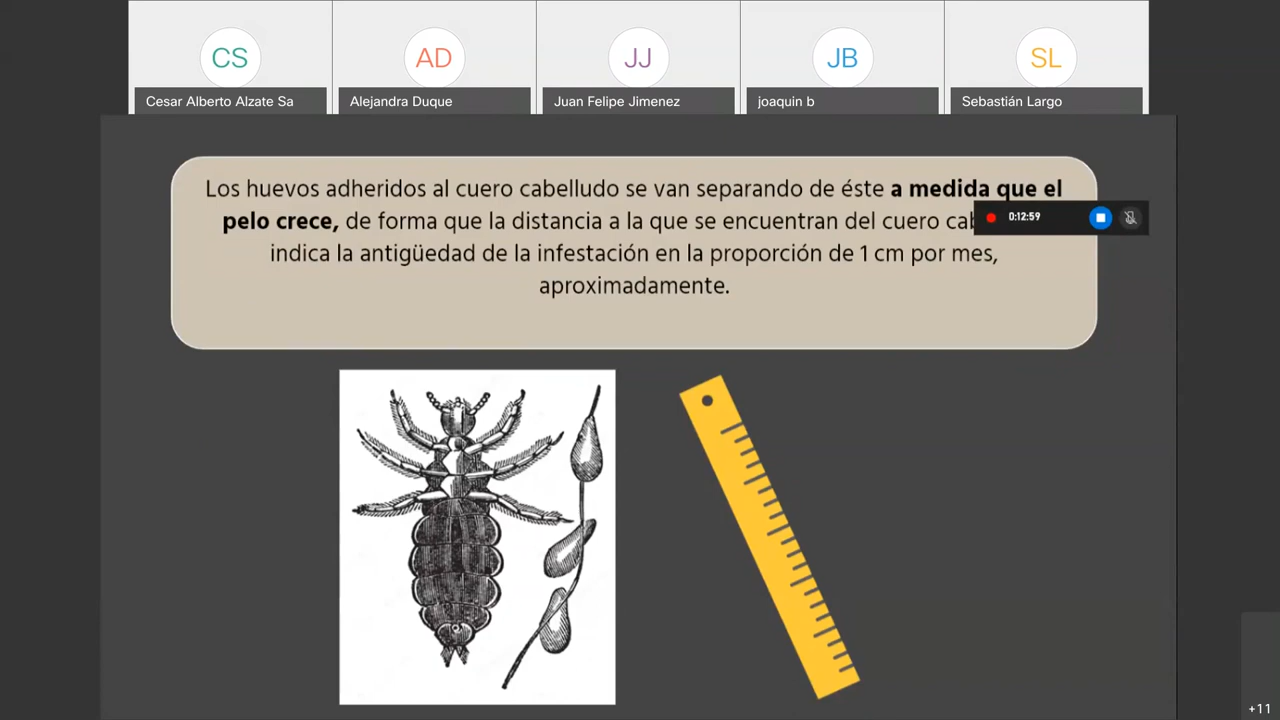 CS
AD
JJ
JB
SL
Cesar Alberto Alzate Sa
Alejandra Duque
Juan Felipe Jimenez
joaquin b
Sebastián Largo
Los huevos adheridos al cuero cabelludo se van separando de éste a medida que el
pelo crece, de forma que la distancia a la que se encuentran del cuero
0:12:59
indica la antigüedad de la infestación en la proporción de 1 cm por mes,
aproximadamente.
+11